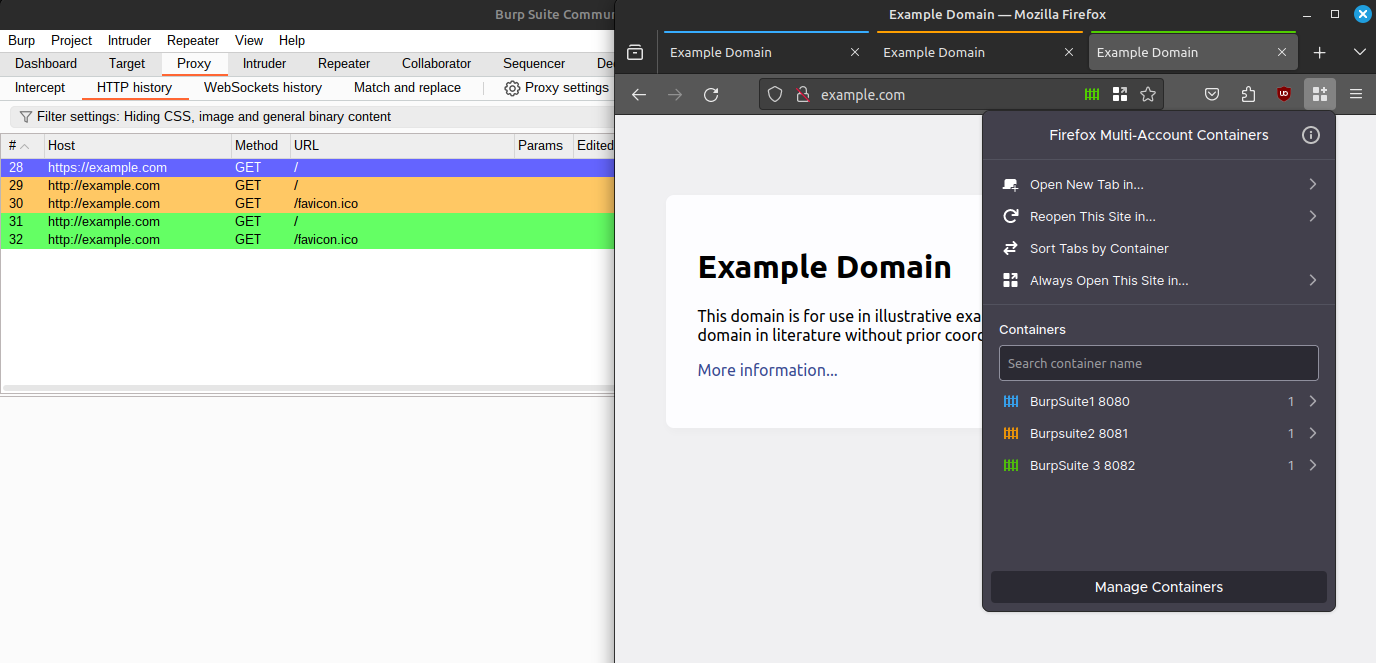 Burp Suite Commu
Burp Project Intruder Repeater View Help
Dashboard Target Proxy Intruder Repeater Collaborator Sequencer De
Intercept HTTP history WebSockets history Match and replace Proxy settings
Filter settings: Hiding CSS, image and general binary content
# Host Method URL Params Edited
28 https://example.com GET /
29 http://example.com GET /
30 http://example.com GET /favicon.ico
31 http://example.com GET /
32 http://example.com GET /favicon.ico
Example Domain — Mozilla Firefox
Example Domain Example Domain Example Domain
example.com
Example Domain
This domain is for use in illustrative exa
domain in literature without prior coord
More information...
Firefox Multi-Account Containers
Open New Tab in...
Reopen This Site in...
Sort Tabs by Container
Always Open This Site in...
Containers
Search container name
BurpSuite1 8080 1
Burpsuite2 8081 1
BurpSuite 3 8082 1
Manage Containers